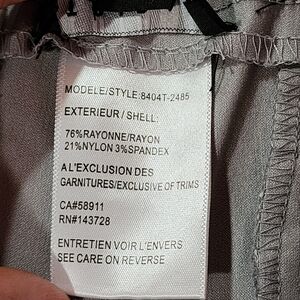 MODELE/STYLE:8404T-2485
EXTERIEUR/SHELL:
76%RAYONNE/RAYON
21%NYLON 3%SPANDEX
A L'EXCLUSION DES
GARNITURES/EXCLUSIVE OF TRIMS
CA#58911
RN#143728
ENTRETIEN VOIR L'ENVERS
SEE CARE ON REVERSE